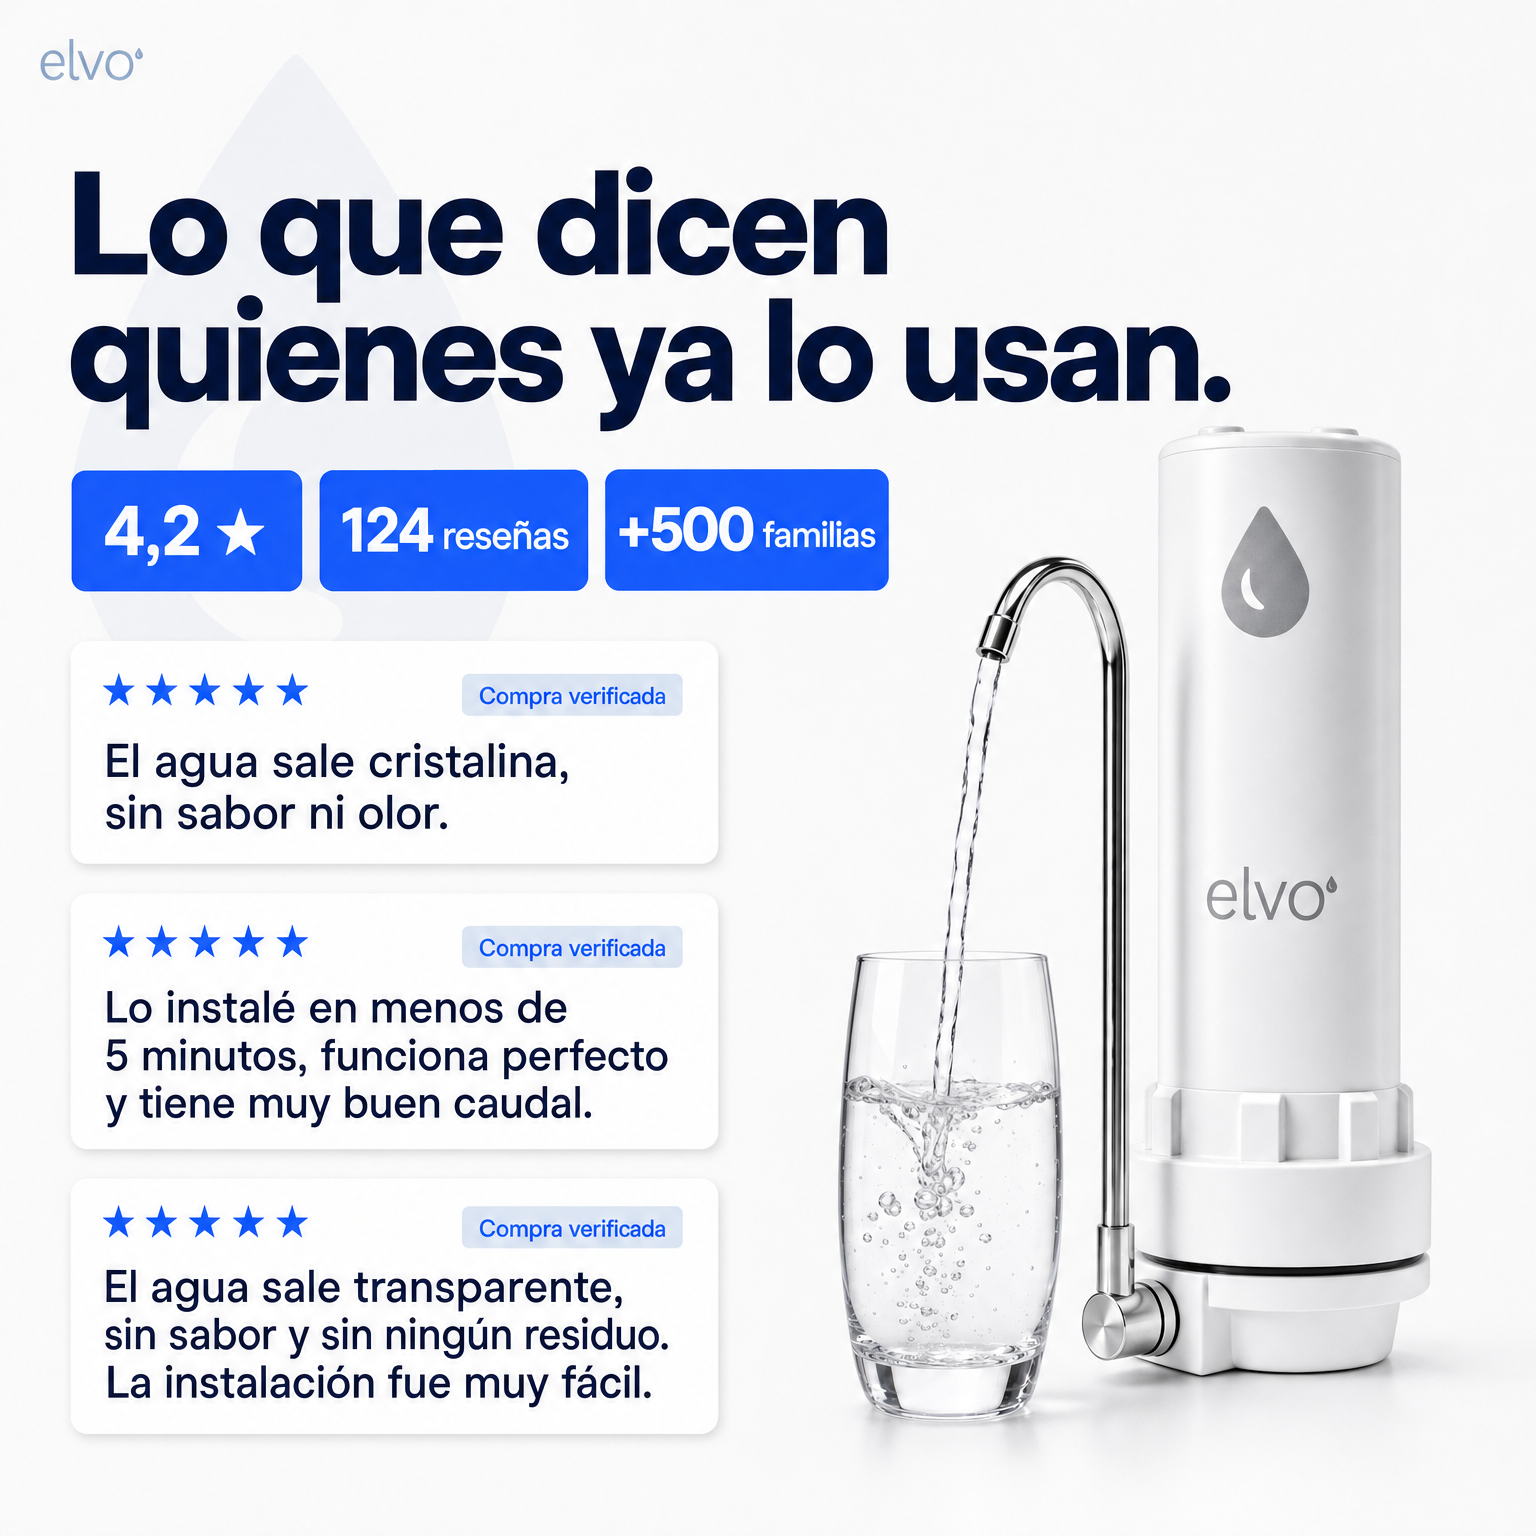 elvo
Lo que dicen
quienes ya lo usan.
4,2 ★
124 reseñas
+500 familias
★ ★ ★ ★ ★
Compra verificada
El agua sale cristalina,
sin sabor ni olor.
★ ★ ★ ★ ★
Compra verificada
Lo instalé en menos de
5 minutos, funciona perfecto
y tiene muy buen caudal.
★ ★ ★ ★ ★
Compra verificada
El agua sale transparente,
sin sabor y sin ningún residuo.
La instalación fue muy fácil.
elvo